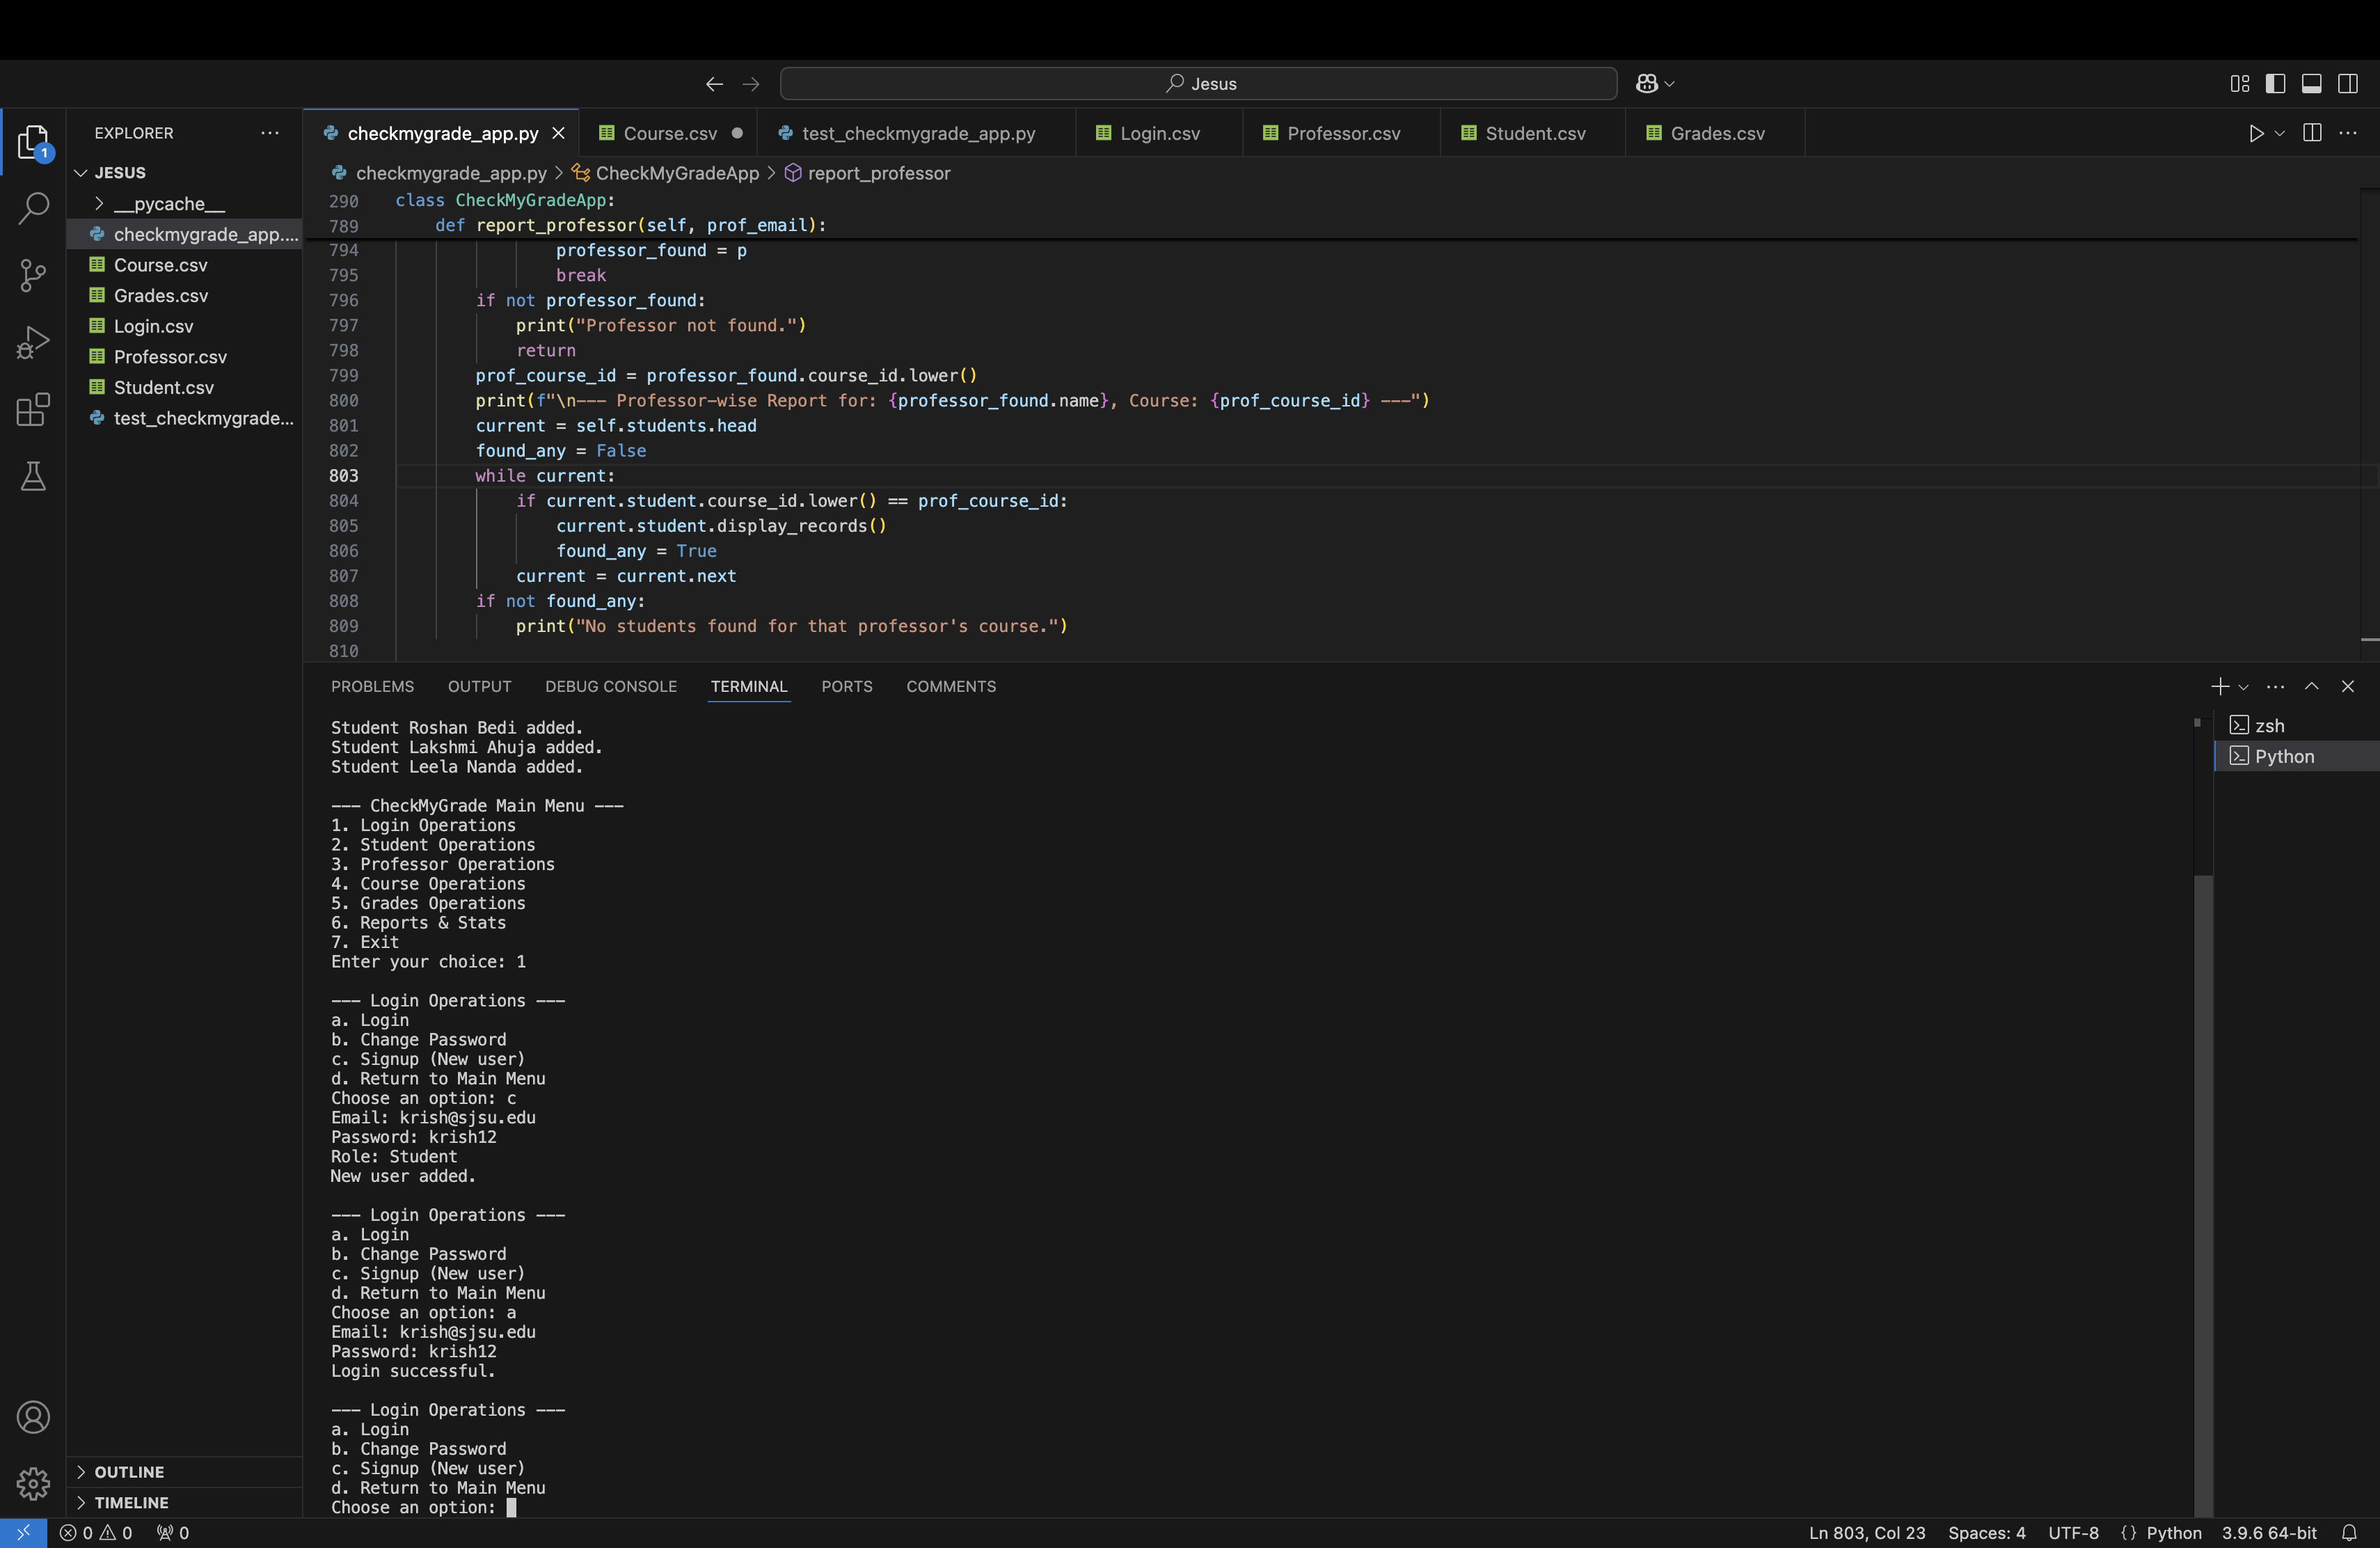 Jesus
EXPLORER
JESUS
__pycache__
checkmygrade_app....
Course.csv
Grades.csv
Login.csv
Professor.csv
Student.csv
test_checkmygrade...
OUTLINE
TIMELINE
1
checkmygrade_app.py
Course.csv
test_checkmygrade_app.py
Login.csv
Professor.csv
Student.csv
Grades.csv
checkmygrade_app.py > CheckMyGradeApp > report_professor
290 class CheckMyGradeApp:
789 def report_professor(self, prof_email):
794 professor_found = p
795 break
796 if not professor_found:
797 print("Professor not found.")
798 return
799 prof_course_id = professor_found.course_id.lower()
800 print(f"\n--- Professor-wise Report for: {professor_found.name}, Course: {prof_course_id} ---")
801 current = self.students.head
802 found_any = False
803 while current:
804 if current.student.course_id.lower() == prof_course_id:
805 current.student.display_records()
806 found_any = True
807 current = current.next
808 if not found_any:
809 print("No students found for that professor's course.")
810
PROBLEMS OUTPUT DEBUG CONSOLE TERMINAL PORTS COMMENTS
Student Roshan Bedi added.
Student Lakshmi Ahuja added.
Student Leela Nanda added.
--- CheckMyGrade Main Menu ---
1. Login Operations
2. Student Operations
3. Professor Operations
4. Course Operations
5. Grades Operations
6. Reports & Stats
7. Exit
Enter your choice: 1
--- Login Operations ---
a. Login
b. Change Password
c. Signup (New user)
d. Return to Main Menu
Choose an option: c
Email: krish@sjsu.edu
Password: krish12
Role: Student
New user added.
--- Login Operations ---
a. Login
b. Change Password
c. Signup (New user)
d. Return to Main Menu
Choose an option: a
Email: krish@sjsu.edu
Password: krish12
Login successful.
--- Login Operations ---
a. Login
b. Change Password
c. Signup (New user)
d. Return to Main Menu
Choose an option:
zsh
Python
0 0 0
Ln 803, Col 23 Spaces: 4 UTF-8 {} Python 3.9.6 64-bit